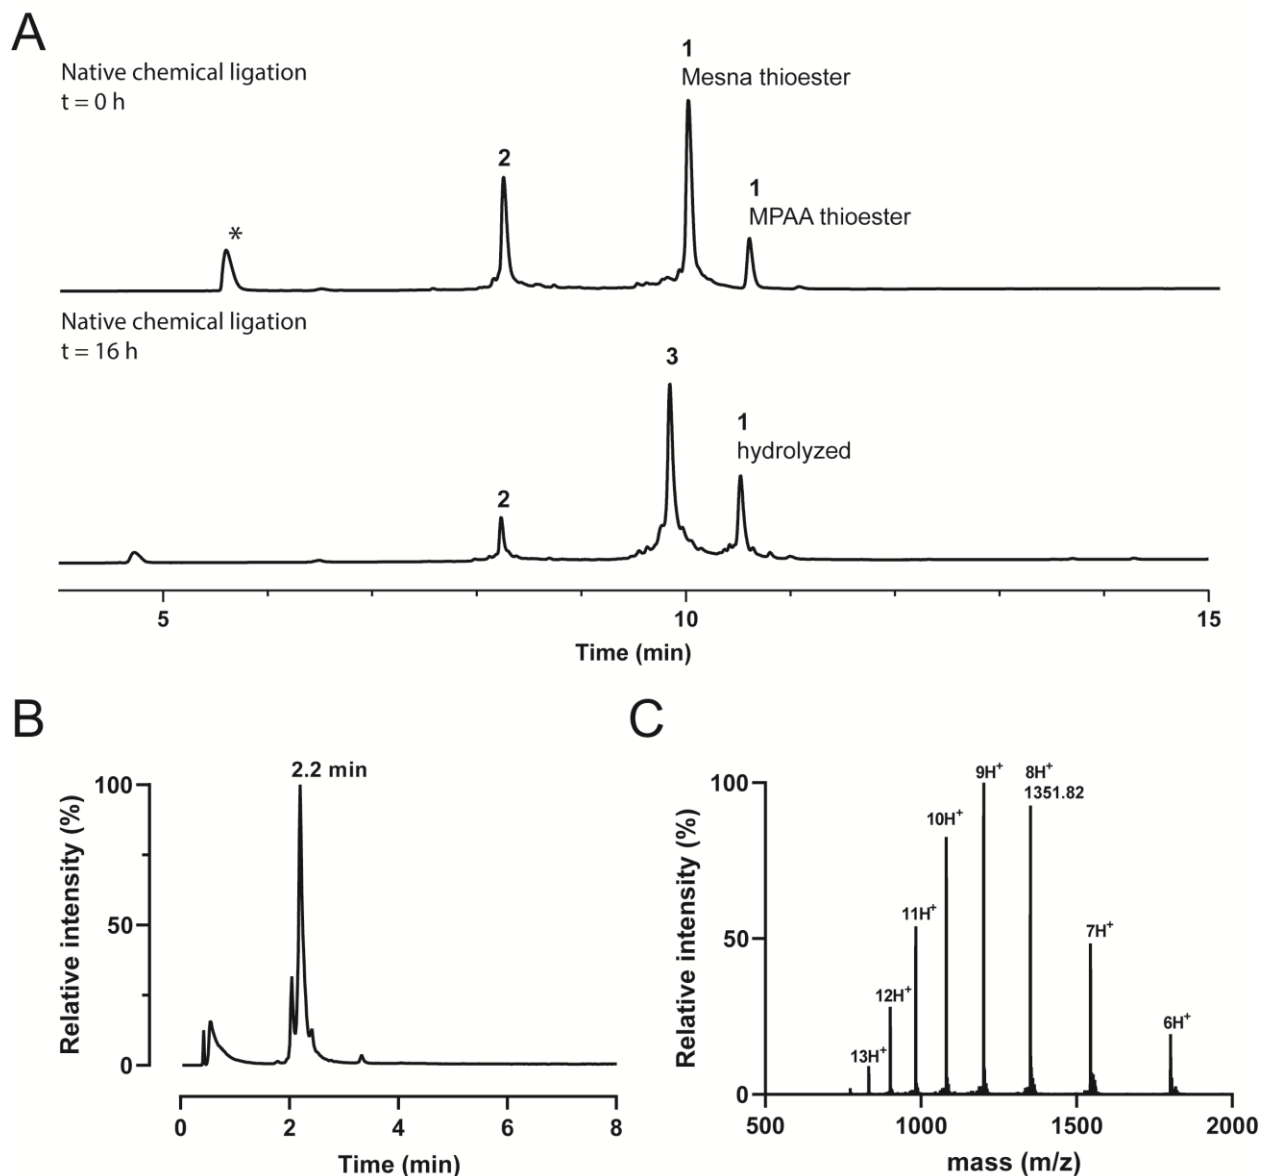 A
Native chemical ligation
t = 0 h
*
2
1
Mesna thioester
1
MPAA thioester
Native chemical ligation
t = 16 h
2
3
1
hydrolyzed
5
10
15
Time (min)
B
2.2 min
Relative intensity (%)
100
50
0
0
2
4
6
8
Time (min)
C
Relative intensity (%)
100
50
0
13H⁺
12H⁺
11H⁺
10H⁺
9H⁺
8H⁺
1351.82
7H⁺
6H⁺
500
1000
1500
2000
mass (m/z)